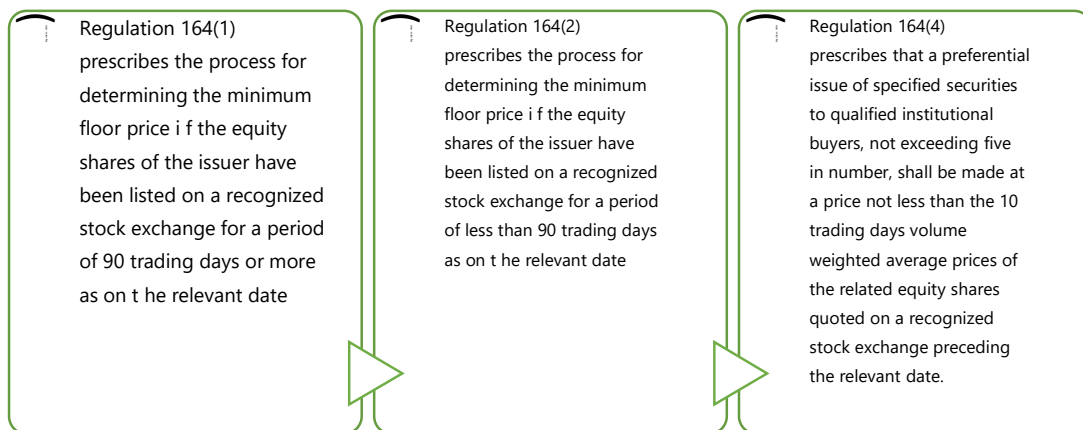 Regulation 164(1)
prescribes the process for
determining the minimum
floor price i f the equity
shares of the issuer have
been listed on a recognized
stock exchange for a period
of 90 trading days or more
as on t he relevant date
Regulation 164(2)
prescribes the process for
determining the minimum
floor price i f the equity
shares of the issuer have
been listed on a recognized
stock exchange for a period
of less than 90 trading days
as on t he relevant date
Regulation 164(4)
prescribes that a preferential
issue of specified securities
to qualified institutional
buyers, not exceeding five
in number, shall be made at
a price not less than the 10
trading days volume
weighted average prices of
the related equity shares
quoted on a recognized
stock exchange preceding
the relevant date.